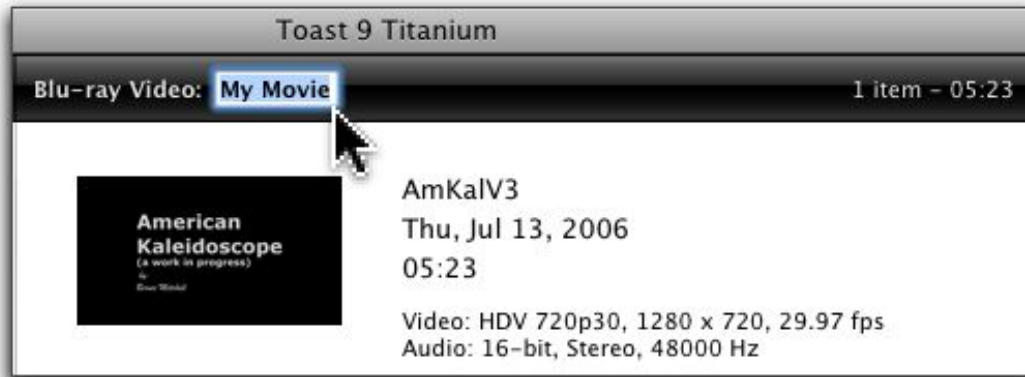 Toast 9 Titanium
Blu-ray Video: My Movie 1 item - 05:23
American
Kaleidoscope
(a work in progress)
AmKalV3
Thu, Jul 13, 2006
05:23
Video: HDV 720p30, 1280 x 720, 29.97 fps
Audio: 16-bit, Stereo, 48000 Hz